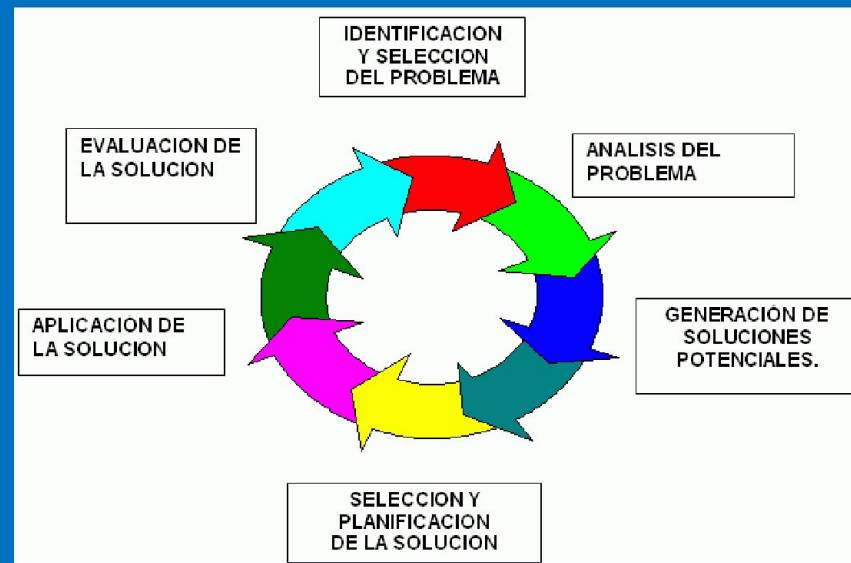 IDENTIFICACION
Y SELECCION
DEL PROBLEMA
ANALISIS DEL
PROBLEMA
GENERACIÓN DE
SOLUCIONES
POTENCIALES.
SELECCION Y
PLANIFICACION
DE LA SOLUCION
APLICACIÓN DE
LA SOLUCION
EVALUACION DE
LA SOLUCION